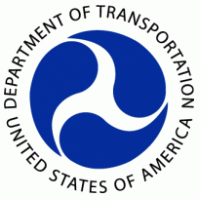 DEPARTMENT OF TRANSPORTATION
UNITED STATES OF AMERICA